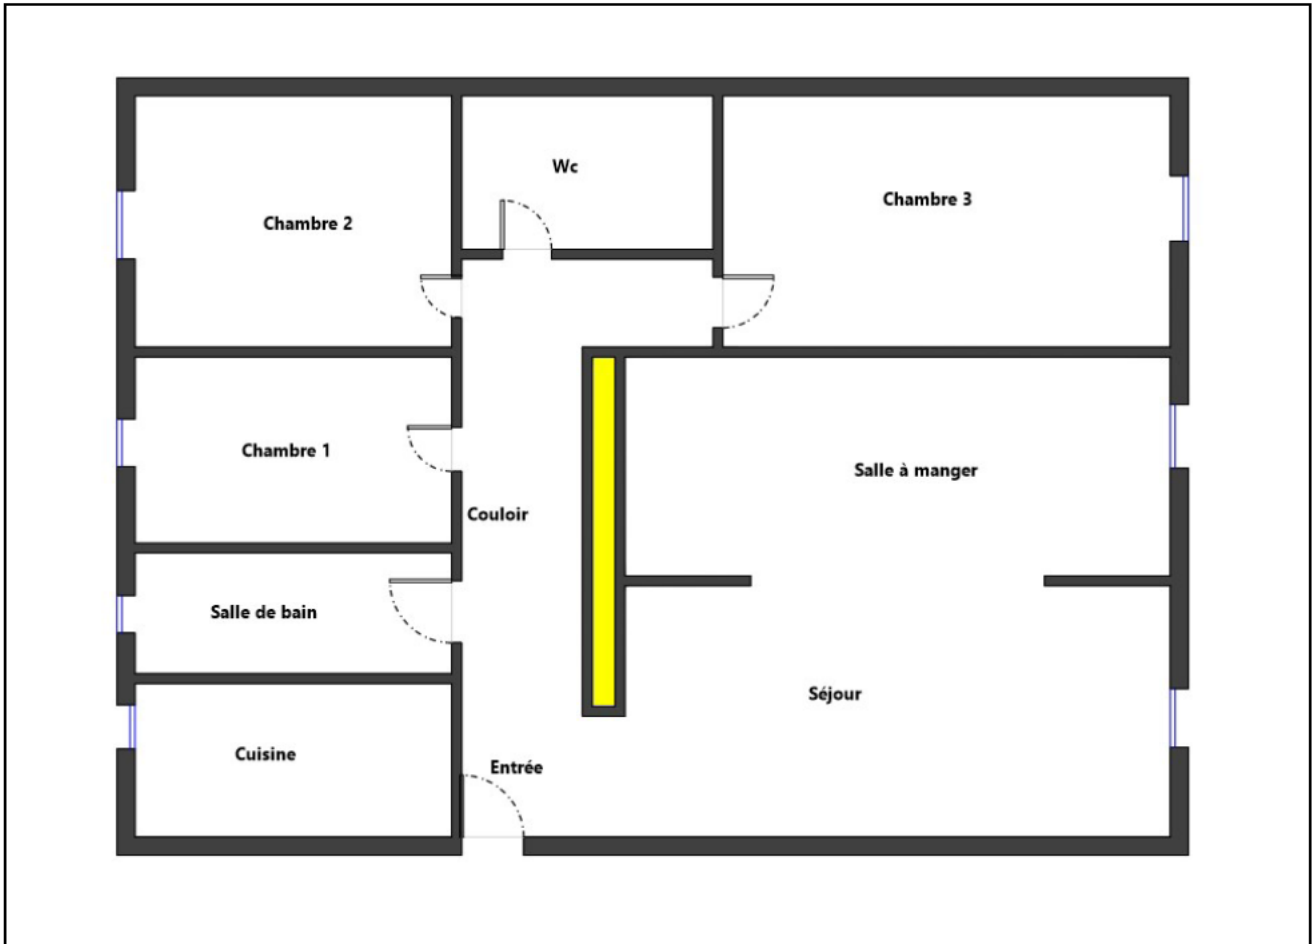 Wc
Chambre 3
Chambre 2
Chambre 1
Salle à manger
Couloir
Salle de bain
Séjour
Cuisine
Entrée